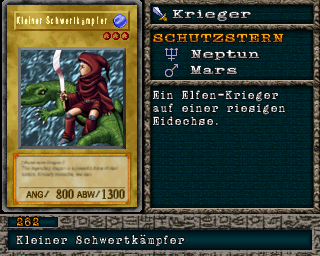 Kleiner Schwertkämpfer
ANG/ 800 ABW/1300
Krieger
SCHUTZSTERN
Neptun
Mars
Ein Elfen-Krieger
auf einer riesigen
Eidechse.
262
Kleiner Schwertkämpfer